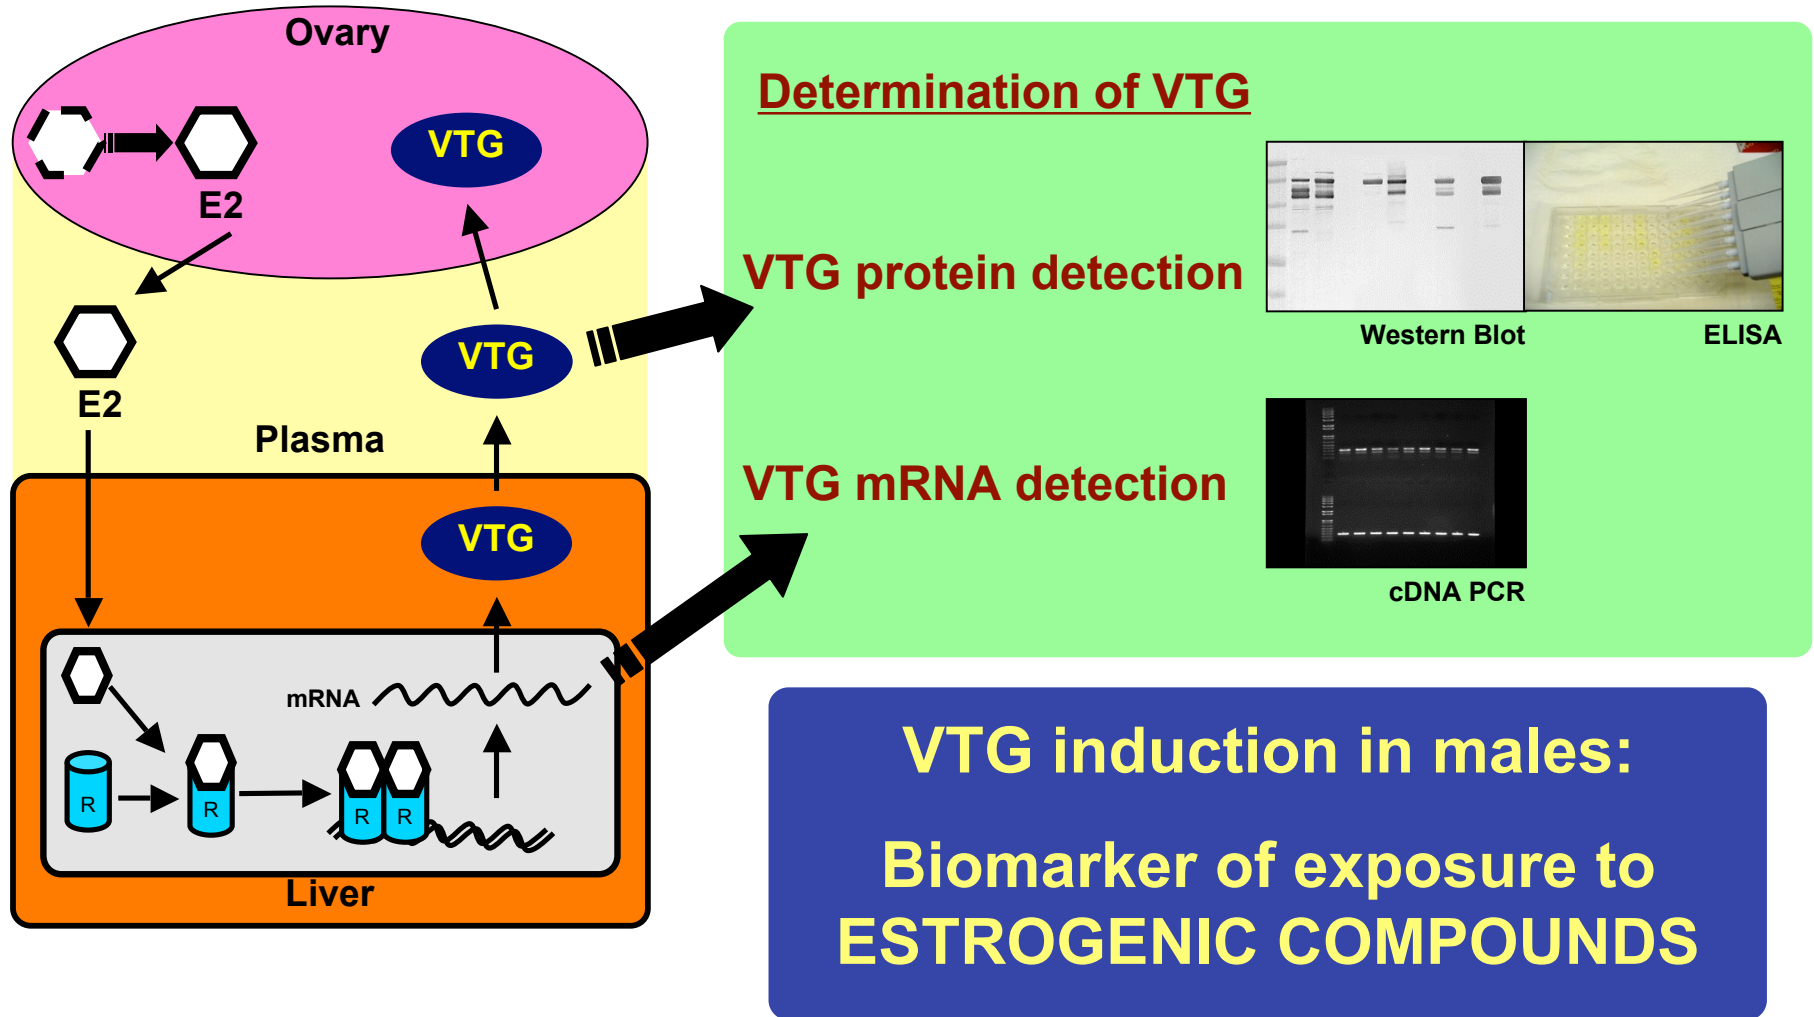 Ovary
E2
VTG
E2
VTG
Plasma
VTG
mRNA
R
R
R
R
Liver
Determination of VTG
VTG protein detection
Western Blot
ELISA
VTG mRNA detection
cDNA PCR
VTG induction in males:
Biomarker of exposure to
ESTROGENIC COMPOUNDS